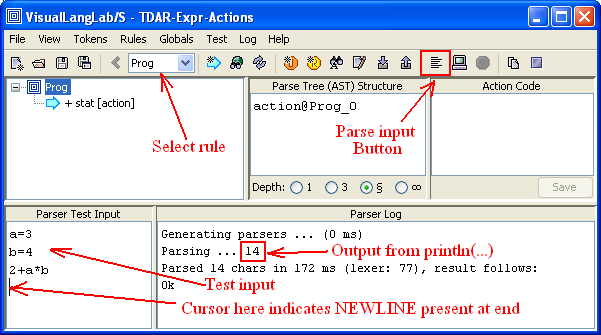 VisualLangLab/S - TDAR-Expr-Actions
File View Tokens Rules Globals Test Log Help
Prog
Prog
+ stat [action]
Select rule
Parse Tree (AST) Structure
action@Prog_0
Parse input
Button
Depth: 1 3 § ∞
Action Code
Save
Parser Test Input
a=3
b=4
2+a*b
Test input
Parser Log
Generating parsers ... (0 ms)
Parsing ... 14
Output from println(...)
Parsed 14 chars in 172 ms (lexer: 77), result follows:
Ok
Cursor here indicates NEWLINE present at end